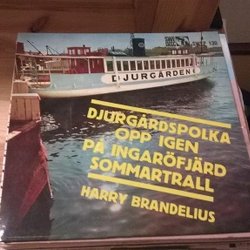 DJURGÅRDEN
DJURGÅRDSPOLKA
OPP IGEN
PÅ INGARÖFJÄRD
SOMMARTRALL
HARRY BRANDELIUS